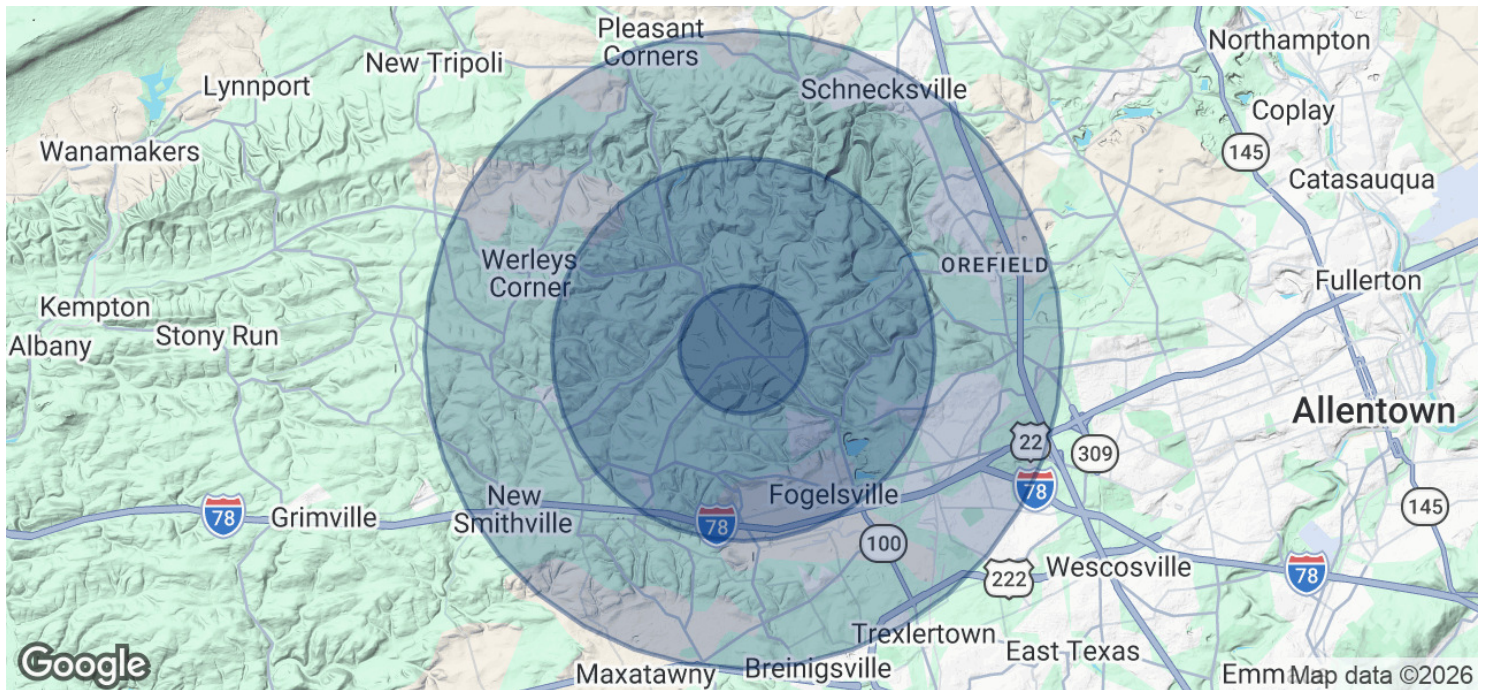 Pleasant
Corners
Northampton
New Tripoli
Lynnport
Schnecksville
Coplay
Wanamakers
145
Catasauqua
Werleys
Corner
OREFIELD
Fullerton
Kempton
Albany
Stony Run
Allentown
22
309
78
New
Smithville
Fogelsville
78
Grimville
78
145
100
222
Wescosville
78
Trexlertown
East Texas
Maxatawny
Breinigsville
Google
Emm
Map data ©2026